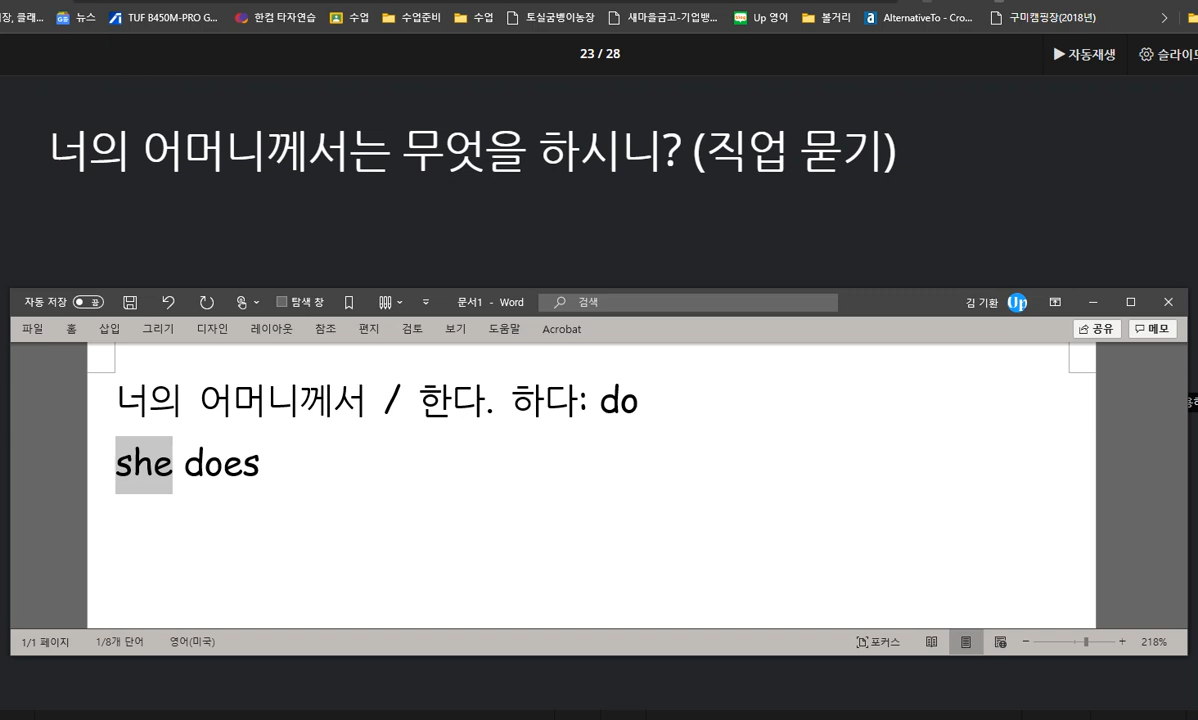 장, 클래... 뉴스 TUF B450M-PRO G... 한컴 타자연습 수업 수업준비 수업 토실굼벵이농장 새마을금고-기업뱅... Up 영어 볼거리 AlternativeTo - Cro... 구미캠핑장(2018년)
23 / 28 자동재생 슬라이드
너의 어머니께서는 무엇을 하시니? (직업 묻기)
자동 저장 끔 탐색 창 문서1 - Word 검색 김 기환 Up
파일 홈 삽입 그리기 디자인 레이아웃 참조 편지 검토 보기 도움말 Acrobat 공유 메모
너의 어머니께서 / 한다. 하다: do
she does
1/1 페이지 1/8개 단어 영어(미국) 포커스 218%